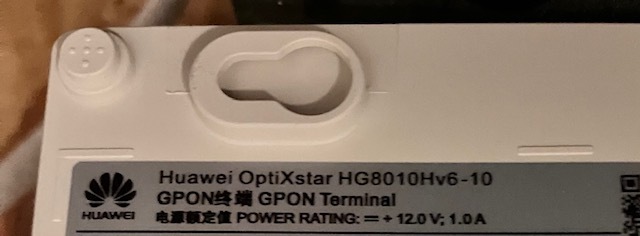 Huawei OptiXstar HG8010Hv6-10
GPON终端 GPON Terminal
HUAWEI
电源额定值 POWER RATING: ⎓ + 12.0 V; 1.0 A